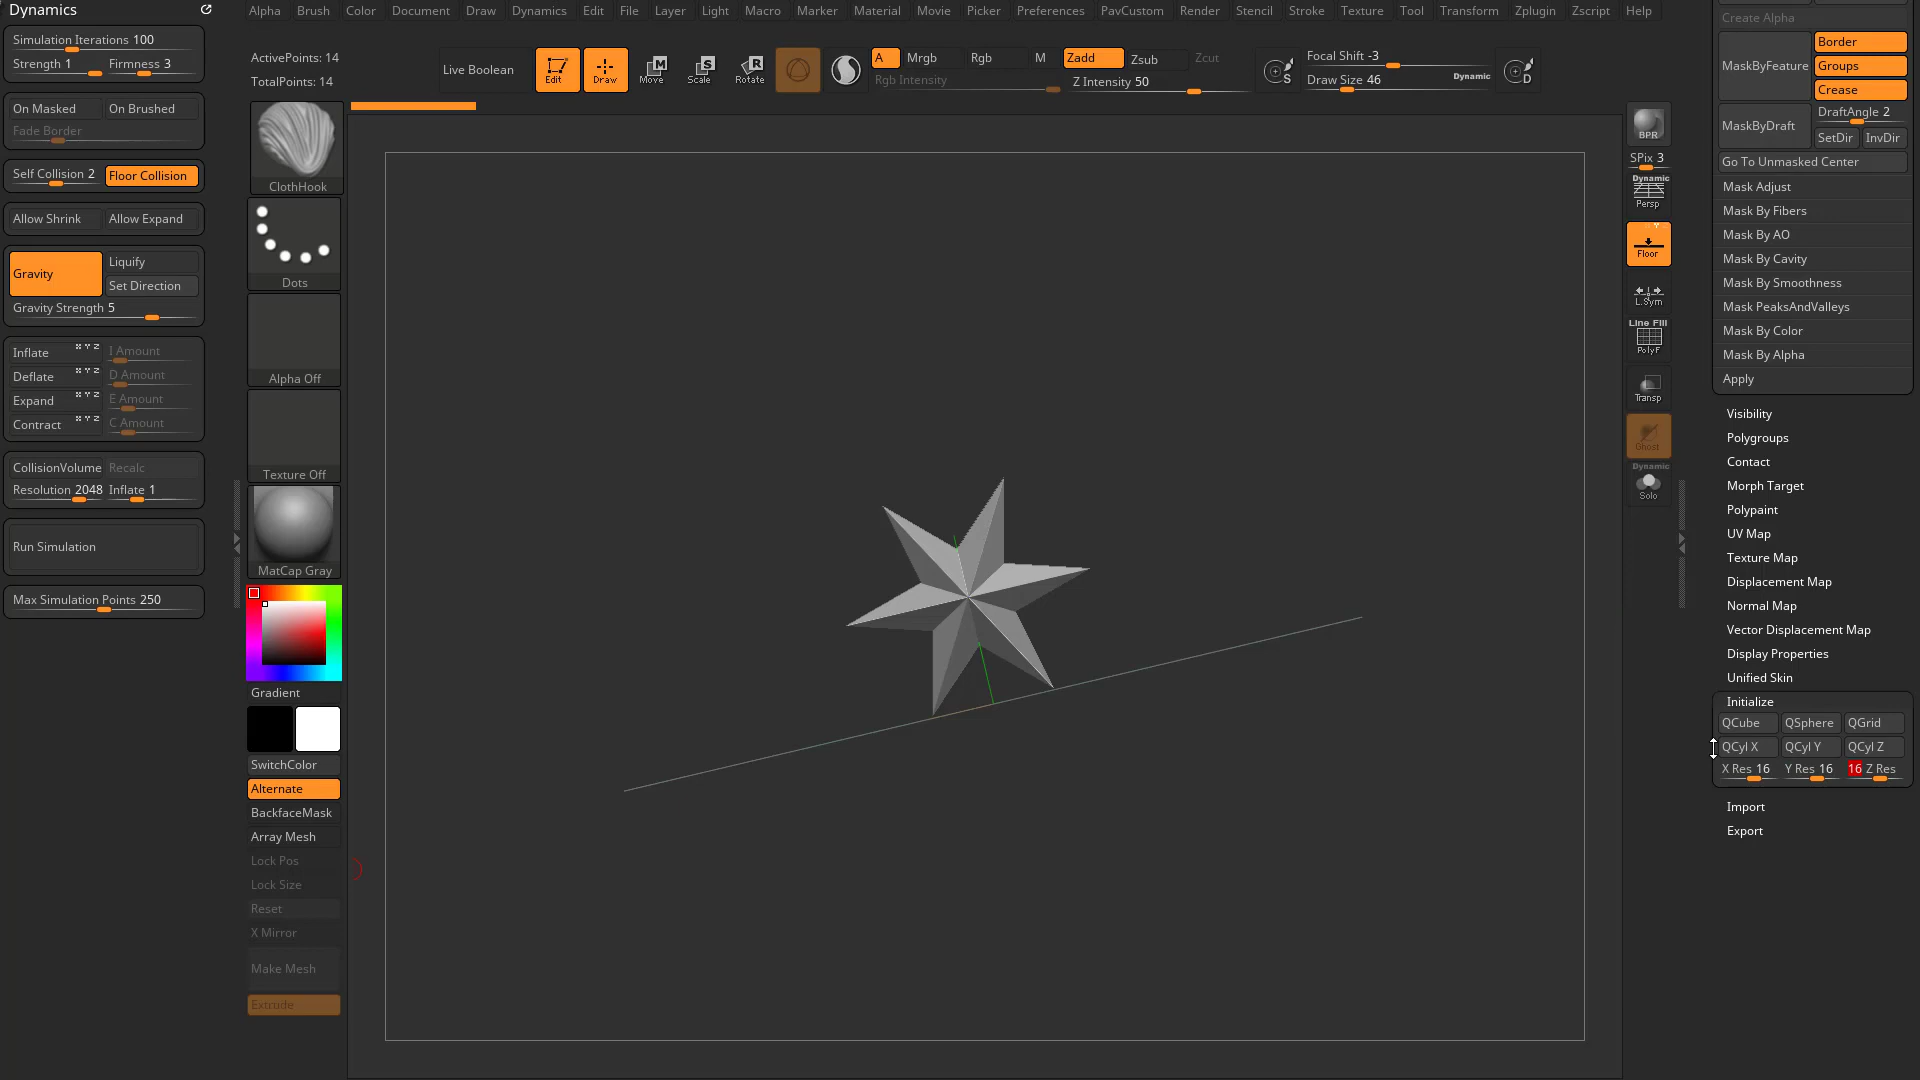 Dynamics
Simulation Iterations 100
Strength 1 Firmness 3
On Masked On Brushed
Fade Border
Self Collision 2 Floor Collision
Allow Shrink Allow Expand
Gravity
Liquify
Set Direction
Gravity Strength 5
Inflate X Y Z I Amount
Deflate X Y Z D Amount
Expand X Y Z E Amount
Contract X Y Z C Amount
CollisionVolume Recalc
Resolution 2048 Inflate 1
Run Simulation
Max Simulation Points 250
Alpha Brush Color Document Draw Dynamics Edit File Layer Light Macro Marker Material Movie Picker Preferences PavCustom Render Stencil Stroke Texture Tool Transform Zplugin Zscript Help
ActivePoints: 14
TotalPoints: 14
Live Boolean
Edit
Draw
M
Move
S
Scale
R
Rotate
A Mrgb Rgb M Zadd Zsub Zcut
Rgb Intensity Z Intensity 50
S
Focal Shift -3
Draw Size 46 Dynamic
D
ClothHook
Dots
Alpha Off
Texture Off
MatCap Gray
Gradient
SwitchColor
Alternate
BackfaceMask
Array Mesh
Lock Pos
Lock Size
Reset
X Mirror
Make Mesh
Extrude
BPR
SPix 3
Dynamic
Persp
Floor
L.Sym
Line Fill
PolyF
Transp
Ghost
Dynamic
Solo
Create Alpha
MaskByFeature
Border
Groups
Crease
MaskByDraft
DraftAngle 2
SetDir InvDir
Go To Unmasked Center
Mask Adjust
Mask By Fibers
Mask By AO
Mask By Cavity
Mask By Smoothness
Mask PeaksAndValleys
Mask By Color
Mask By Alpha
Apply
Visibility
Polygroups
Contact
Morph Target
Polypaint
UV Map
Texture Map
Displacement Map
Normal Map
Vector Displacement Map
Display Properties
Unified Skin
Initialize
QCube QSphere QGrid
QCyl X QCyl Y QCyl Z
X Res 16 Y Res 16 16 Z Res
Import
Export